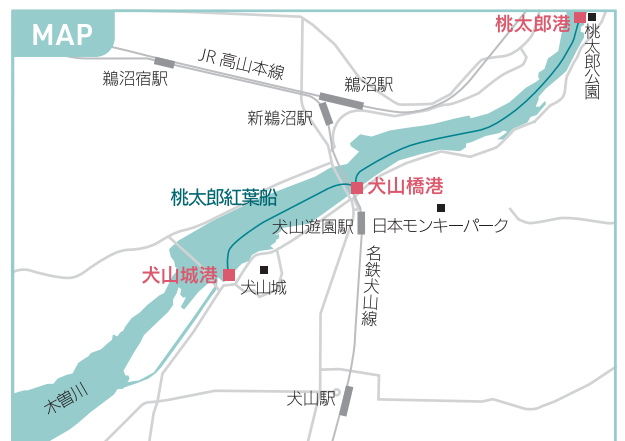 MAP
桃太郎港
桃太郎公園
JR 高山本線
鵜沼宿駅
鵜沼駅
新鵜沼駅
桃太郎紅葉船
犬山橋港
犬山遊園駅
日本モンキーパーク
名鉄犬山線
犬山城港
犬山城
木曽川
犬山駅